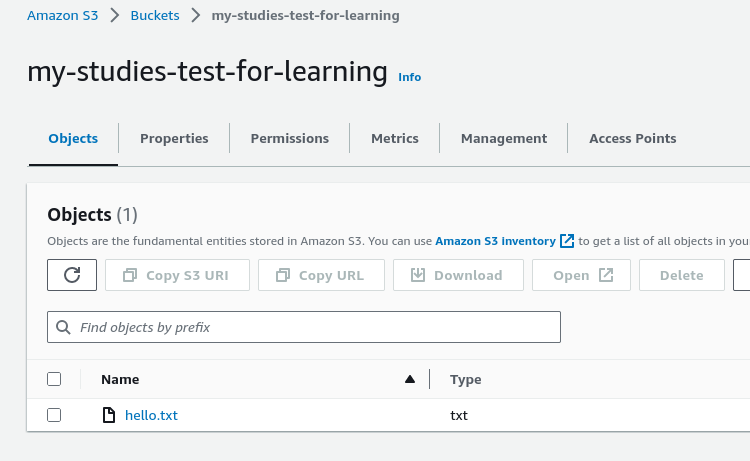 Amazon S3 > Buckets > my-studies-test-for-learning
my-studies-test-for-learning Info
Objects Properties Permissions Metrics Management Access Points
Objects (1)
Objects are the fundamental entities stored in Amazon S3. You can use Amazon S3 inventory to get a list of all objects in
Copy S3 URI Copy URL Download Open Delete
Find objects by prefix
Name Type
hello.txt txt